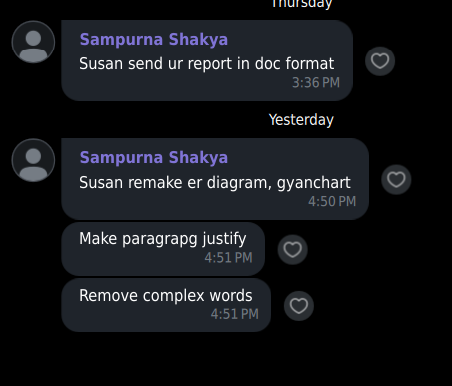 Thursday
Sampurna Shakya
Susan send ur report in doc format
3:36 PM
Yesterday
Sampurna Shakya
Susan remake er diagram, gyanchart
4:50 PM
Make paragrapg justify
4:51 PM
Remove complex words
4:51 PM